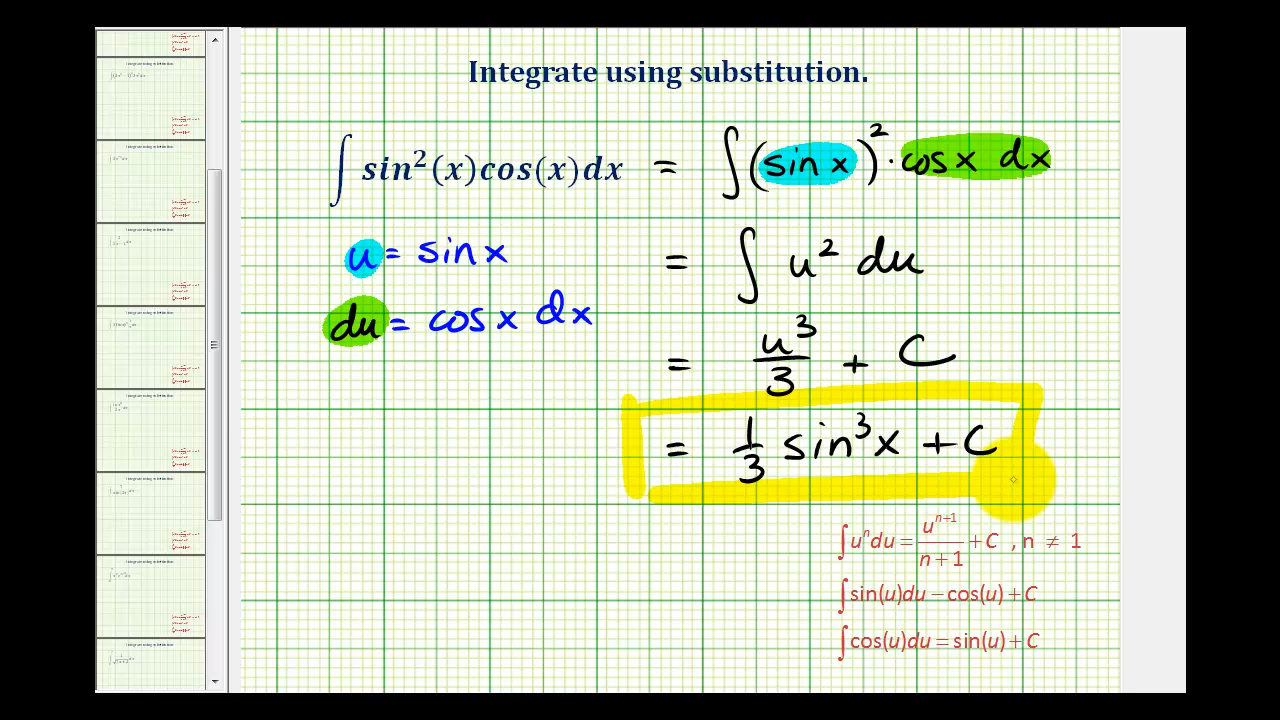 Integrate using substitution.
∫ sin²(x)cos(x)dx = ∫ (sin x)² · cos x dx
u = sin x
= ∫ u² du
du = cos x dx
= u³/3 + C
= 1/3 sin³x + C
∫uⁿdu = uⁿ⁺¹/(n+1) + C , n ≠ 1
∫sin(u)du − cos(u) + C
∫cos(u)du = sin(u) + C